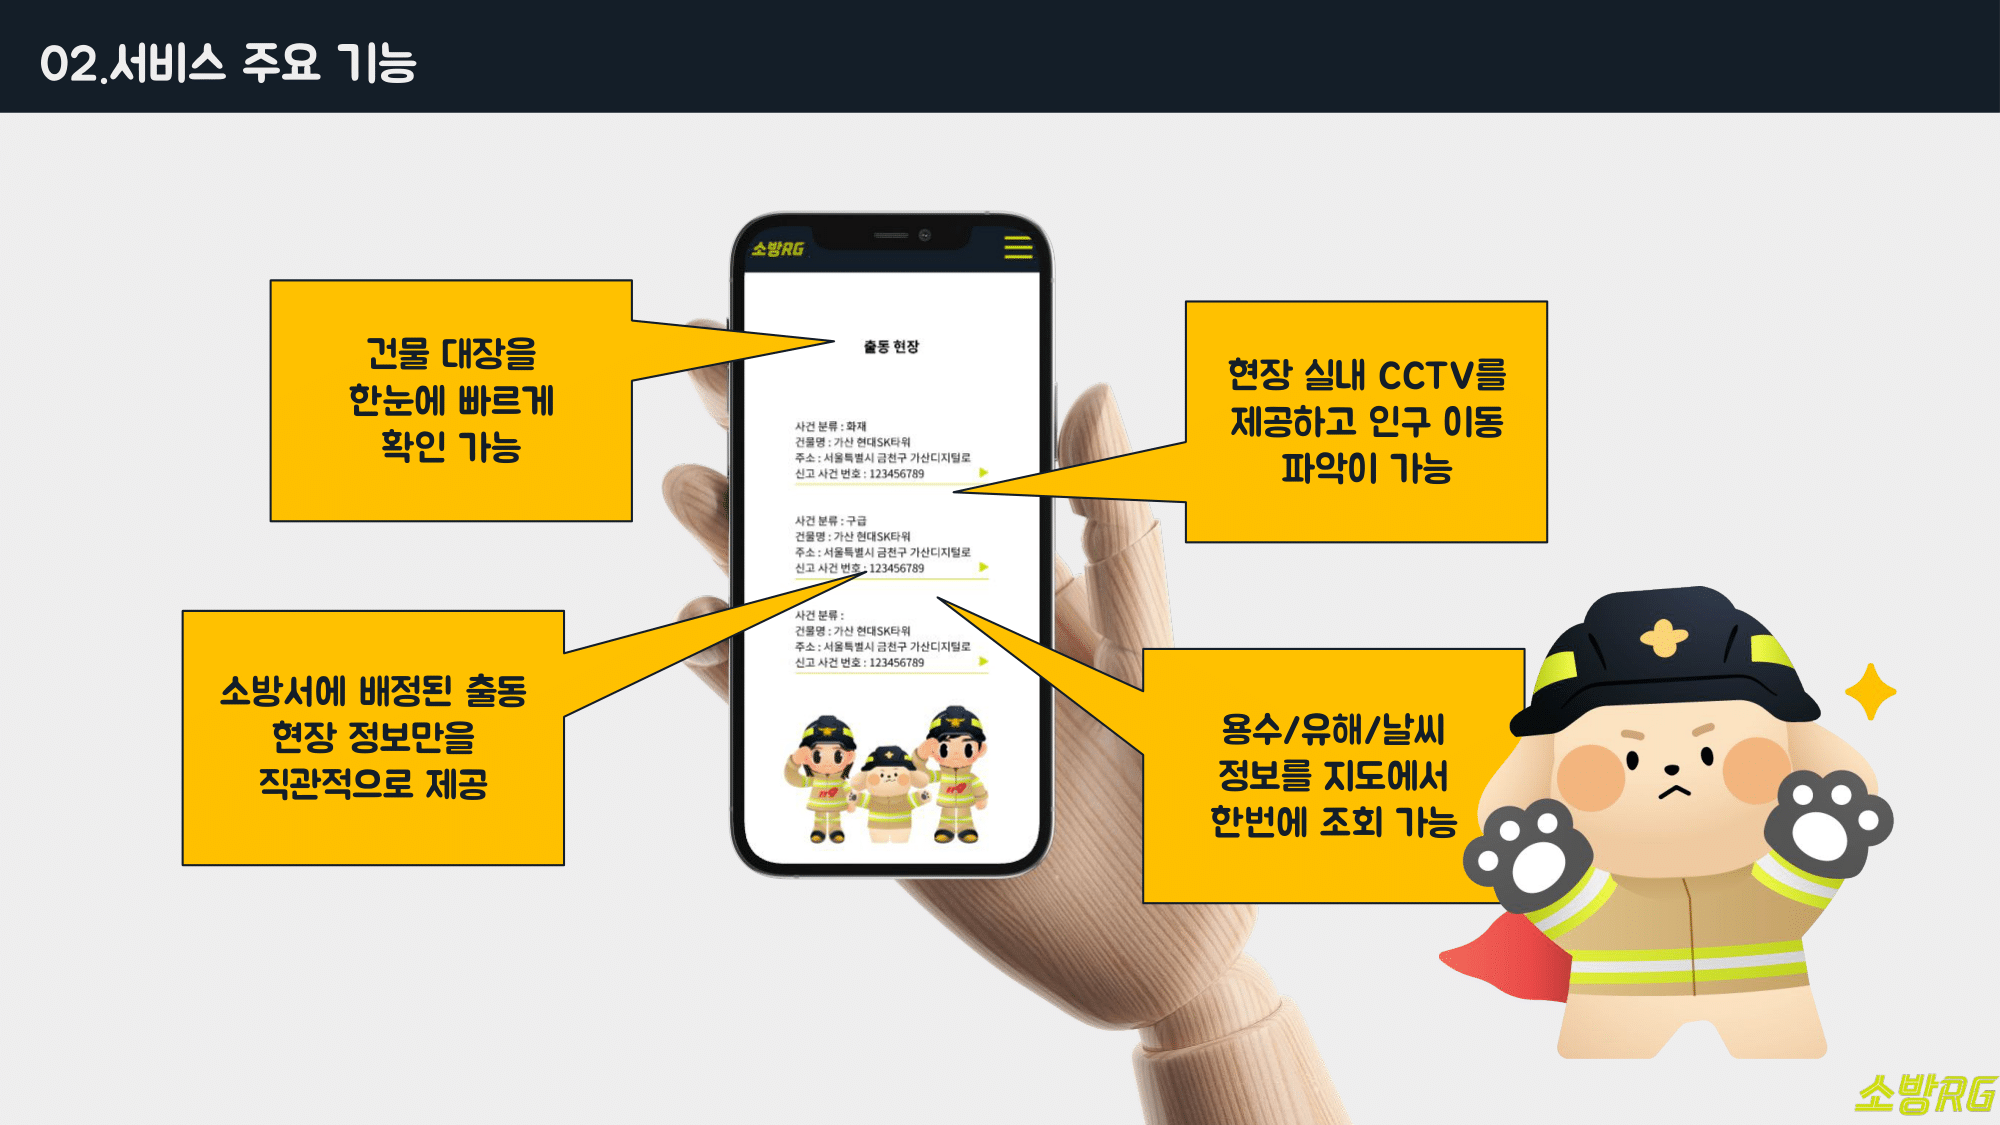 02.서비스 주요 기능
소방RG
출동 현장
사건 분류 : 화재
건물명 : 가산 현대SK타워
주소 : 서울특별시 금천구 가산디지털로
신고 사건 번호 : 123456789
사건 분류 : 구급
건물명 : 가산 현대SK타워
주소 : 서울특별시 금천구 가산디지털로
신고 사건 번호 : 123456789
사건 분류 :
건물명 : 가산 현대SK타워
주소 : 서울특별시 금천구 가산디지털로
신고 사건 번호 : 123456789
건물 대장을
한눈에 빠르게
확인 가능
현장 실내 CCTV를
제공하고 인구 이동
파악이 가능
소방서에 배정된 출동
현장 정보만을
직관적으로 제공
용수/유해/날씨
정보를 지도에서
한번에 조회 가능
소방RG